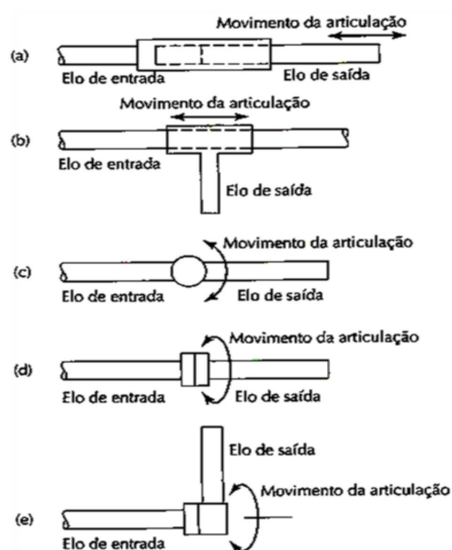 Movimento da articulação
(a)
Elo de entrada
Elo de saída
Movimento da articulação
(b)
Elo de entrada
Elo de saída
Movimento da articulação
(c)
Elo de entrada
Elo de saída
Movimento da articulação
(d)
Elo de entrada
Elo de saída
Elo de saída
Movimento da articulação
(e)
Elo de entrada